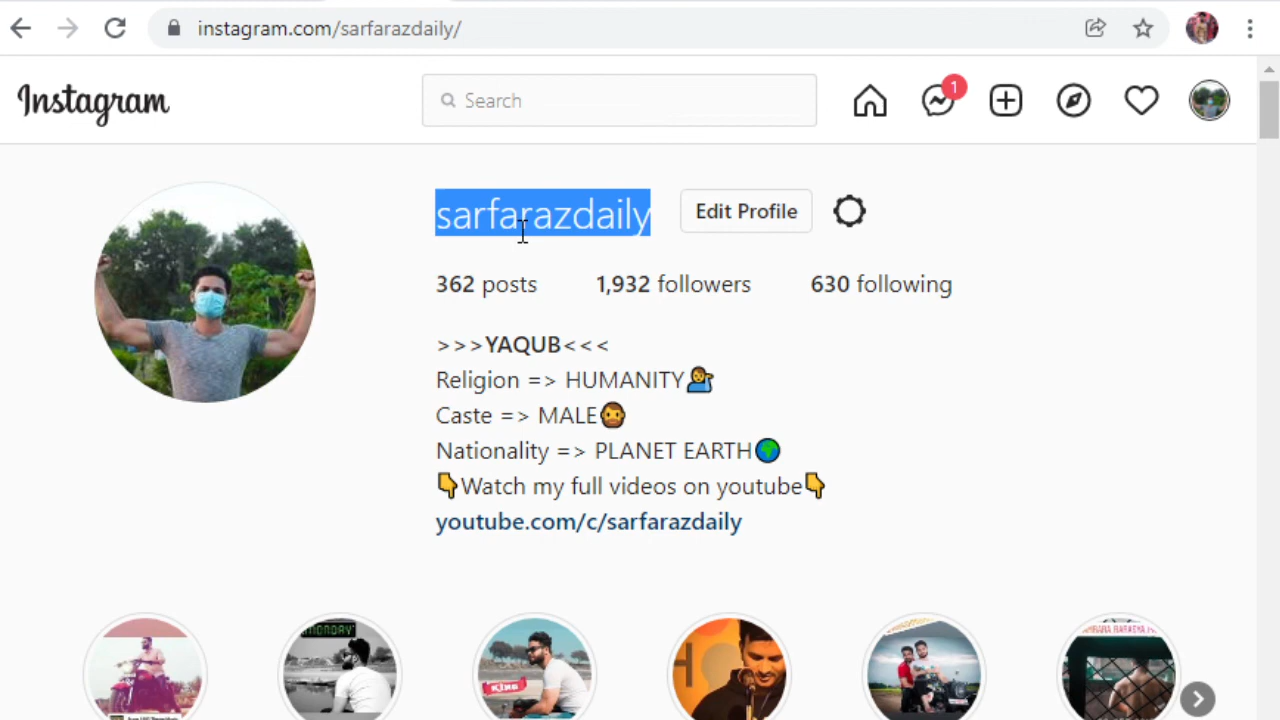 instagram.com/sarfarazdaily/
Instagram
Search
1
sarfarazdaily
Edit Profile
362 posts 1,932 followers 630 following
>>>YAQUB<<<
Religion => HUMANITY💁‍♂️
Caste => MALE🧔
Nationality => PLANET EARTH🌍
👇Watch my full videos on youtube👇
youtube.com/c/sarfarazdaily
KING